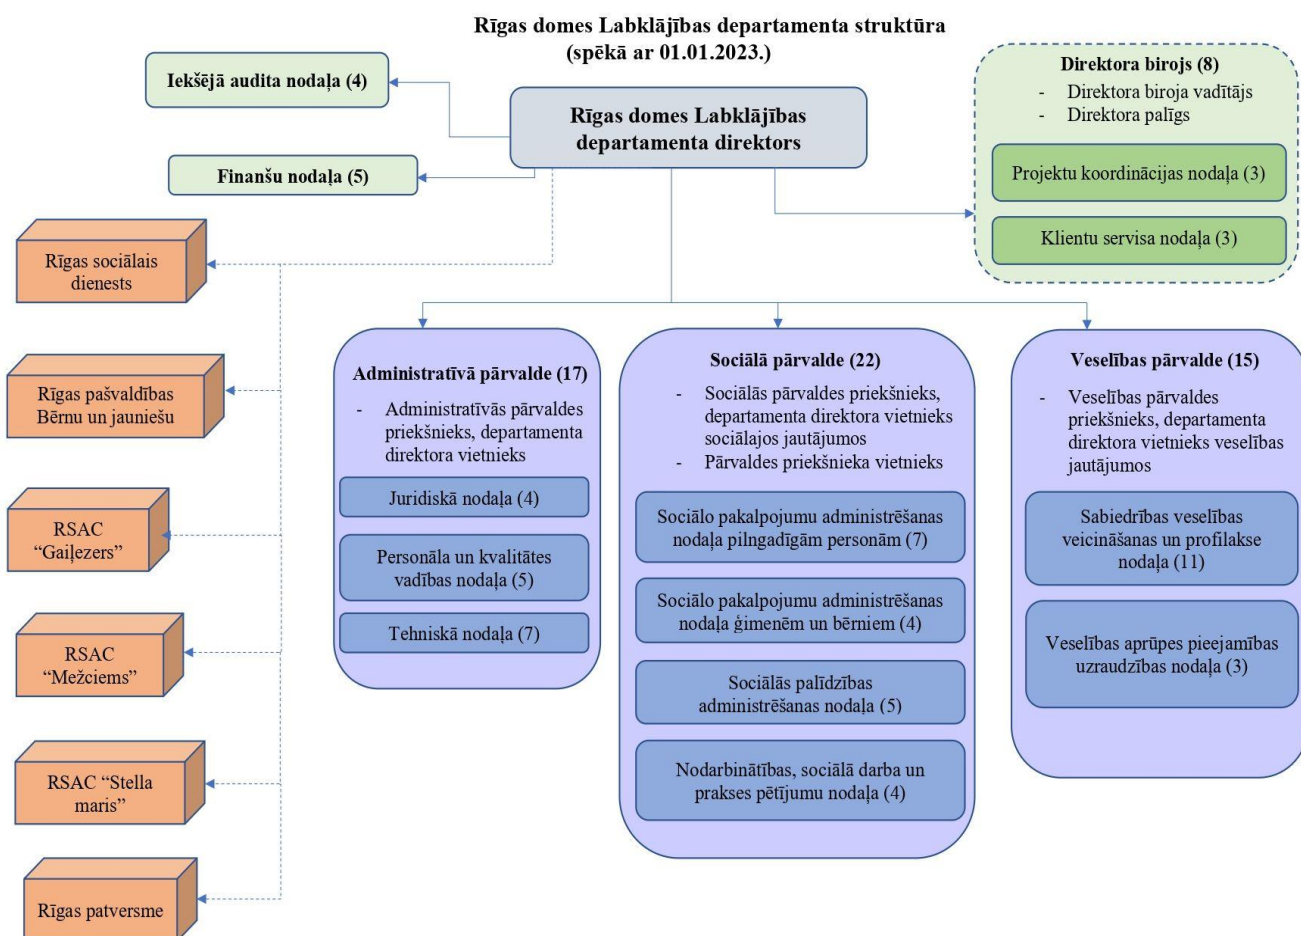 Rīgas domes Labklājības departamenta struktūra
(spēkā ar 01.01.2023.)
Iekšējā audita nodaļa (4)
Rīgas domes Labklājības
departamenta direktors
Finanšu nodaļa (5)
Direktora birojs (8)
- Direktora biroja vadītājs
- Direktora palīgs
Projektu koordinācijas nodaļa (3)
Klientu servisa nodaļa (3)
Rīgas sociālais
dienests
Rīgas pašvaldības
Bērnu un jauniešu
RSAC
“Gaiļezers”
RSAC
“Mežciems”
RSAC “Stella
maris”
Rīgas patversme
Administratīvā pārvalde (17)
- Administratīvās pārvaldes
priekšnieks, departamenta
direktora vietnieks
Juridiskā nodaļa (4)
Personāla un kvalitātes
vadības nodaļa (5)
Tehniskā nodaļa (7)
Sociālā pārvalde (22)
- Sociālās pārvaldes priekšnieks,
departamenta direktora vietnieks
sociālajos jautājumos
- Pārvaldes priekšnieka vietnieks
Sociālo pakalpojumu administrēšanas
nodaļa pilngadīgām personām (7)
Sociālo pakalpojumu administrēšanas
nodaļa ģimenēm un bērniem (4)
Sociālās palīdzības
administrēšanas nodaļa (5)
Nodarbinātības, sociālā darba un
prakses pētījumu nodaļa (4)
Veselības pārvalde (15)
- Veselības pārvaldes
priekšnieks, departamenta
direktora vietnieks veselības
jautājumos
Sabiedrības veselības
veicināšanas un profilakse
nodaļa (11)
Veselības aprūpes pieejamības
uzraudzības nodaļa (3)